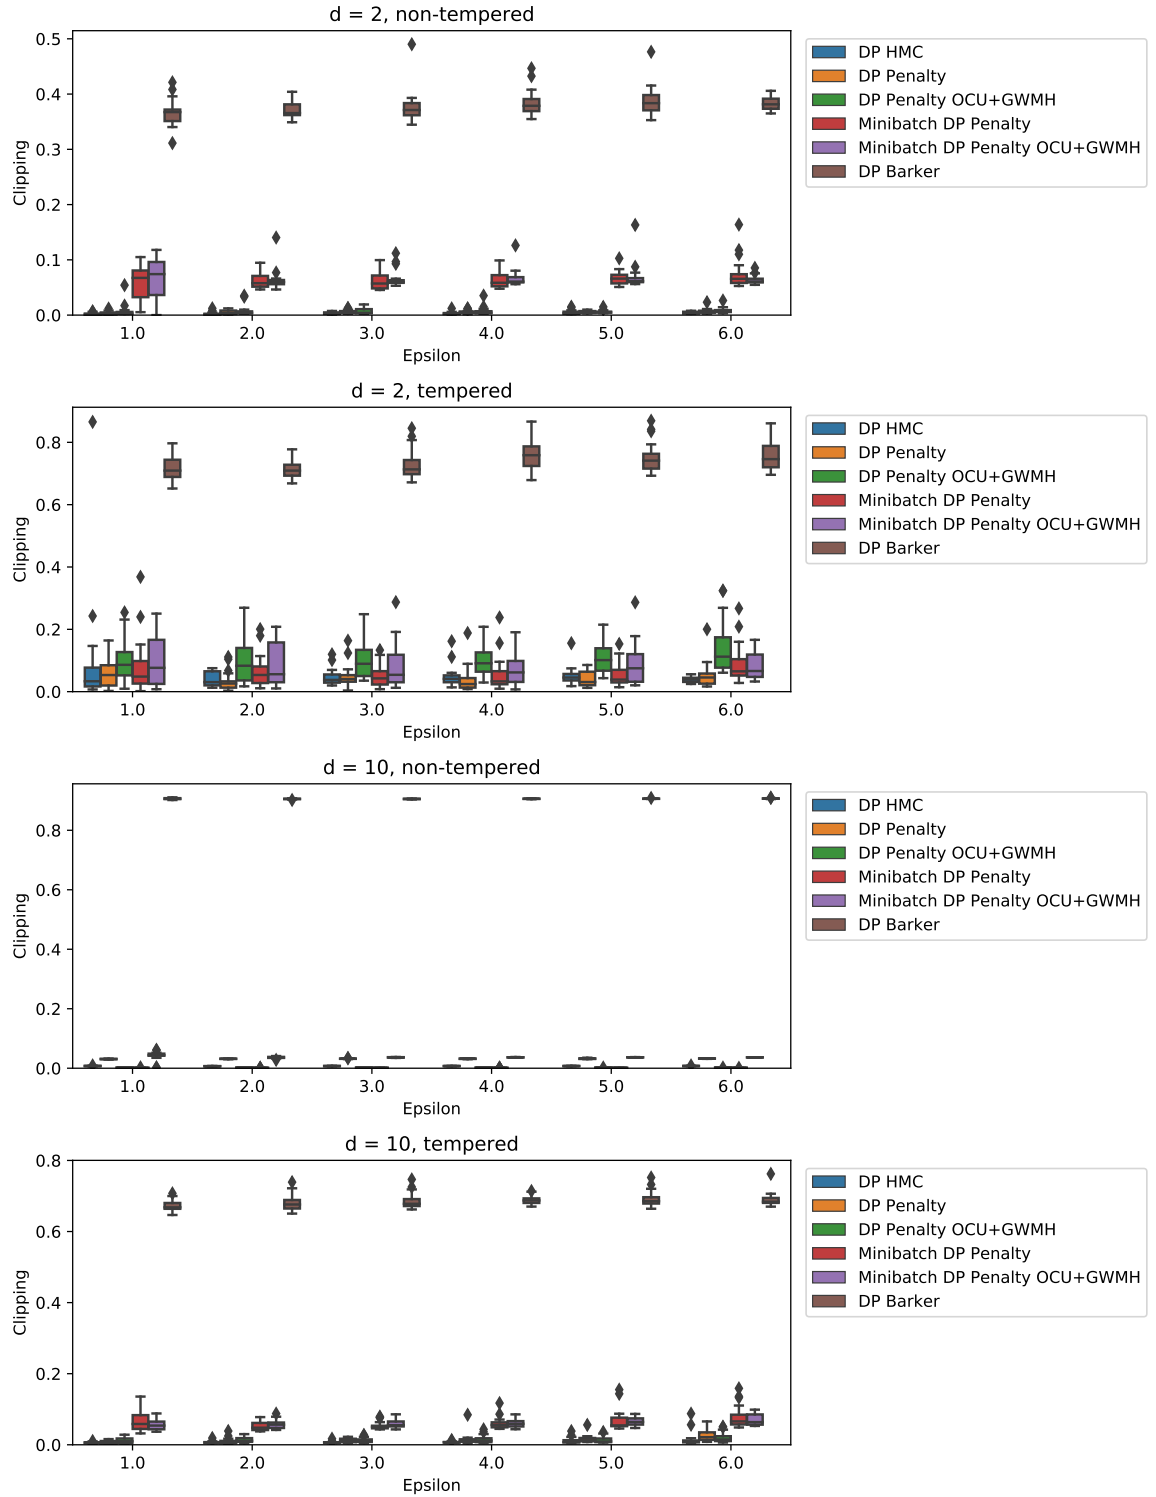 d = 2, non-tempered
0.5
0.4
0.3
0.2
0.1
0.0
Clipping
1.0 2.0 3.0 4.0 5.0 6.0
Epsilon
DP HMC
DP Penalty
DP Penalty OCU+GWMH
Minibatch DP Penalty
Minibatch DP Penalty OCU+GWMH
DP Barker
d = 2, tempered
0.8
0.6
0.4
0.2
0.0
Clipping
1.0 2.0 3.0 4.0 5.0 6.0
Epsilon
DP HMC
DP Penalty
DP Penalty OCU+GWMH
Minibatch DP Penalty
Minibatch DP Penalty OCU+GWMH
DP Barker
d = 10, non-tempered
0.8
0.6
0.4
0.2
0.0
Clipping
1.0 2.0 3.0 4.0 5.0 6.0
Epsilon
DP HMC
DP Penalty
DP Penalty OCU+GWMH
Minibatch DP Penalty
Minibatch DP Penalty OCU+GWMH
DP Barker
d = 10, tempered
0.8
0.6
0.4
0.2
0.0
Clipping
1.0 2.0 3.0 4.0 5.0 6.0
Epsilon
DP HMC
DP Penalty
DP Penalty OCU+GWMH
Minibatch DP Penalty
Minibatch DP Penalty OCU+GWMH
DP Barker